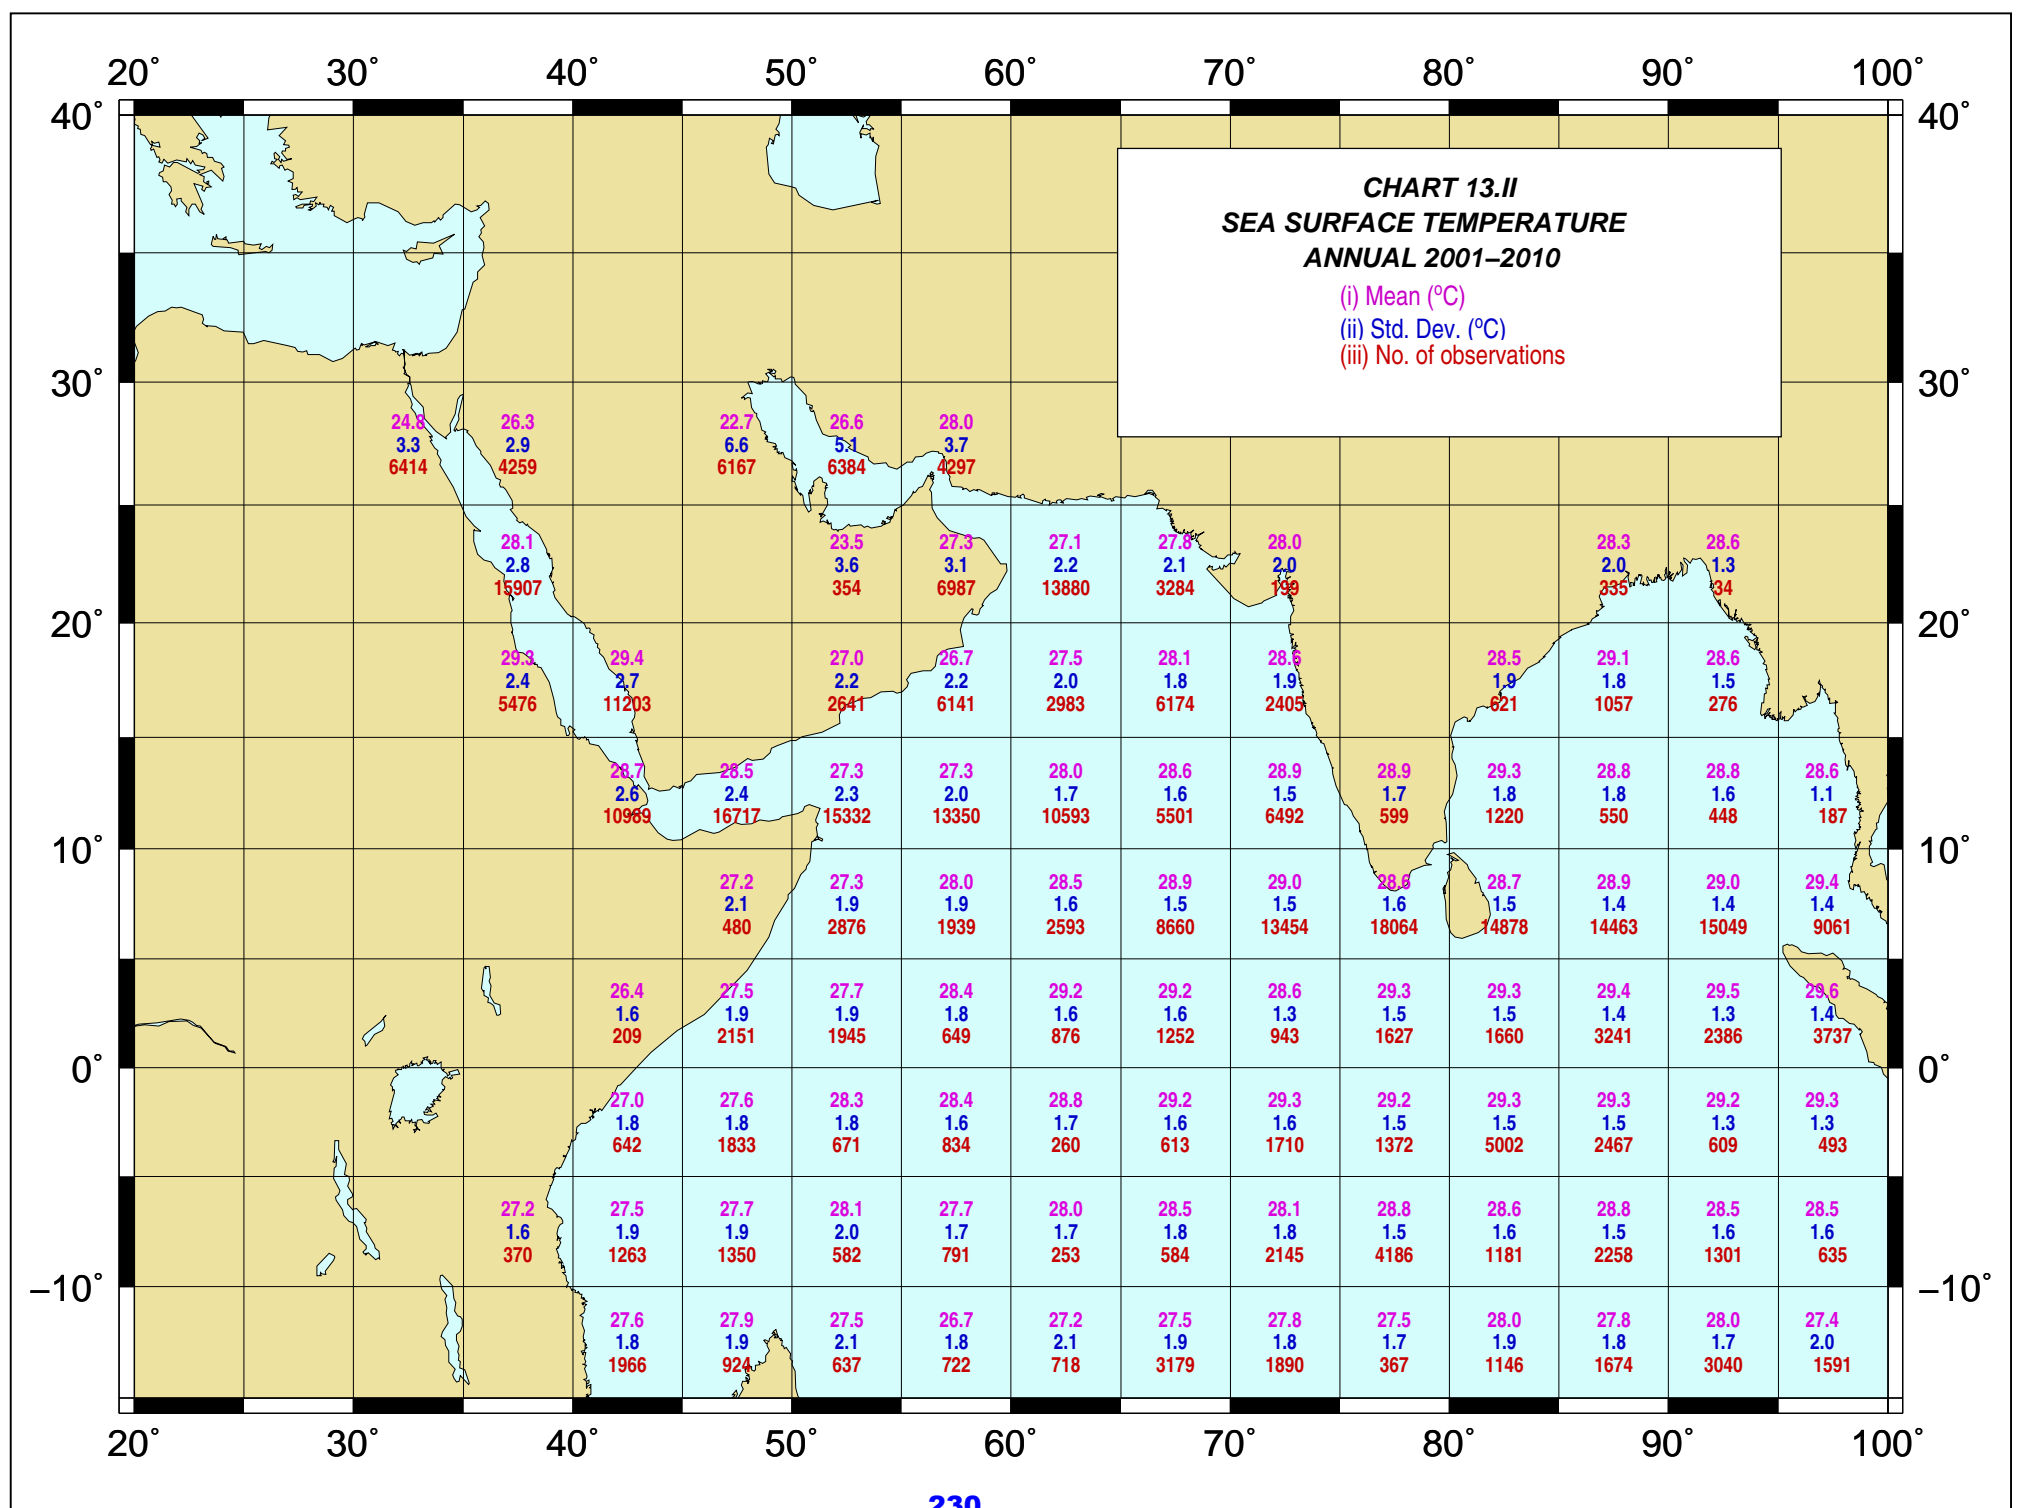 20˚ 30˚ 40˚ 50˚ 60˚ 70˚ 80˚ 90˚ 100˚
40˚ 40˚
CHART 13.II
SEA SURFACE TEMPERATURE
ANNUAL 2001–2010
(i) Mean (ºC)
(ii) Std. Dev. (ºC)
(iii) No. of observations
30˚ 30˚
24.8 26.3 22.7 26.6 28.0
3.3 2.9 6.6 5.1 3.7
6414 4259 6167 6384 4297
28.1 23.5 27.3 27.1 27.8 28.0 28.3 28.6
2.8 3.6 3.1 2.2 2.1 2.0 2.0 1.3
15907 354 6987 13880 3284 199 335 34
20˚ 20˚
29.3 29.4 27.0 26.7 27.5 28.1 28.6 28.5 29.1 28.6
2.4 2.7 2.2 2.2 2.0 1.8 1.9 1.9 1.8 1.5
5476 11203 2641 6141 2983 6174 2405 621 1057 276
28.7 28.5 27.3 27.3 28.0 28.6 28.9 28.9 29.3 28.8 28.8 28.6
2.6 2.4 2.3 2.0 1.7 1.6 1.5 1.7 1.8 1.8 1.6 1.1
10989 16717 15332 13350 10593 5501 6492 599 1220 550 448 187
10˚ 10˚
27.2 27.3 28.0 28.5 28.9 29.0 28.6 28.7 28.9 29.0 29.4
2.1 1.9 1.9 1.6 1.5 1.5 1.6 1.5 1.4 1.4 1.4
480 2876 1939 2593 8660 13454 18064 14878 14463 15049 9061
26.4 27.5 27.7 28.4 29.2 29.2 28.6 29.3 29.3 29.4 29.5 29.6
1.6 1.9 1.9 1.8 1.6 1.6 1.3 1.5 1.5 1.4 1.3 1.4
209 2151 1945 649 876 1252 943 1627 1660 3241 2386 3737
0˚ 0˚
27.0 27.6 28.3 28.4 28.8 29.2 29.3 29.2 29.3 29.3 29.2 29.3
1.8 1.8 1.8 1.6 1.7 1.6 1.6 1.5 1.5 1.5 1.3 1.3
642 1833 671 834 260 613 1710 1372 5002 2467 609 493
27.2 27.5 27.7 28.1 27.7 28.0 28.5 28.1 28.8 28.6 28.8 28.5 28.5
1.6 1.9 1.9 2.0 1.7 1.7 1.8 1.8 1.5 1.6 1.5 1.6 1.6
370 1263 1350 582 791 253 584 2145 4186 1181 2258 1301 635
−10˚ −10˚
27.6 27.9 27.5 26.7 27.2 27.5 27.8 27.5 28.0 27.8 28.0 27.4
1.8 1.9 2.1 1.8 2.1 1.9 1.8 1.7 1.9 1.8 1.7 2.0
1966 924 637 722 718 3179 1890 367 1146 1674 3040 1591
20˚ 30˚ 40˚ 50˚ 60˚ 70˚ 80˚ 90˚ 100˚
230